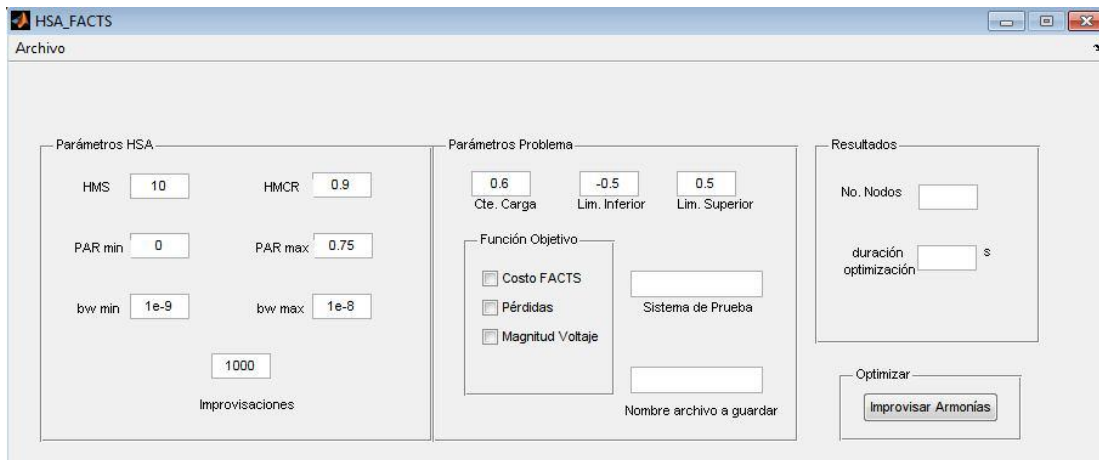 HSA_FACTS
Archivo
Parámetros HSA
HMS 10 HMCR 0.9
PAR min 0 PAR max 0.75
bw min 1e-9 bw max 1e-8
1000
Improvisaciones
Parámetros Problema
0.6 -0.5 0.5
Cte. Carga Lim. Inferior Lim. Superior
Función Objetivo
Costo FACTS
Pérdidas
Magnitud Voltaje
Sistema de Prueba
Nombre archivo a guardar
Resultados
No. Nodos
duración s
optimización
Optimizar
Improvisar Armonías